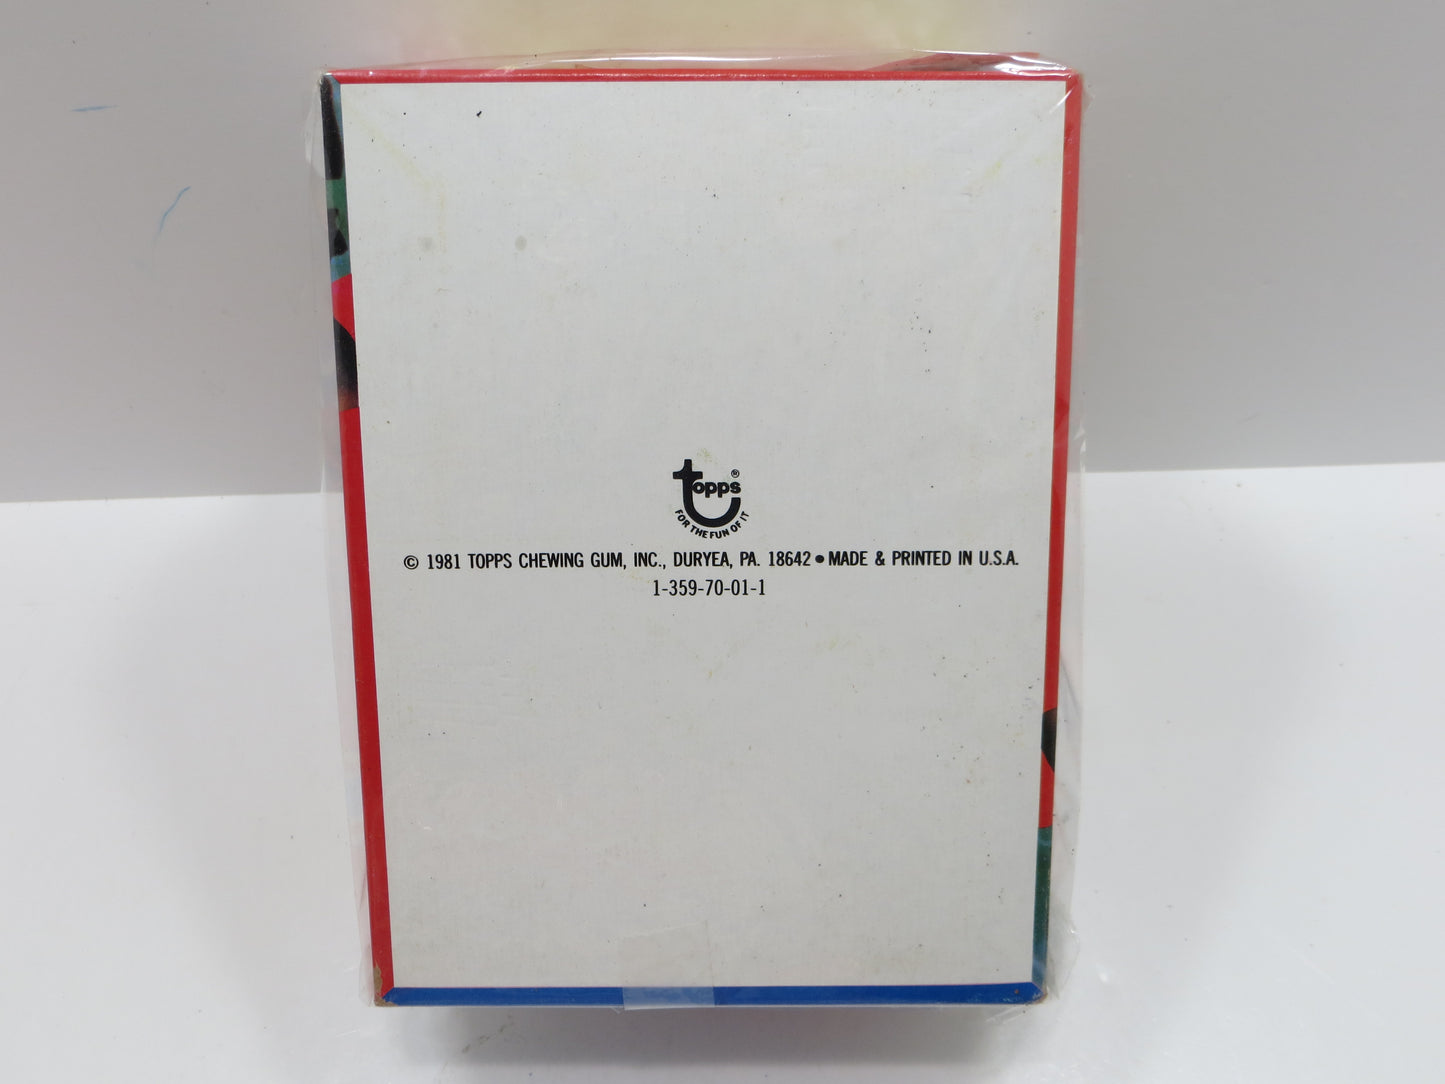 topps®
FOR THE FUN OF IT
© 1981 TOPPS CHEWING GUM, INC., DURYEA, PA. 18642 ● MADE & PRINTED IN U.S.A.
1-359-70-01-1